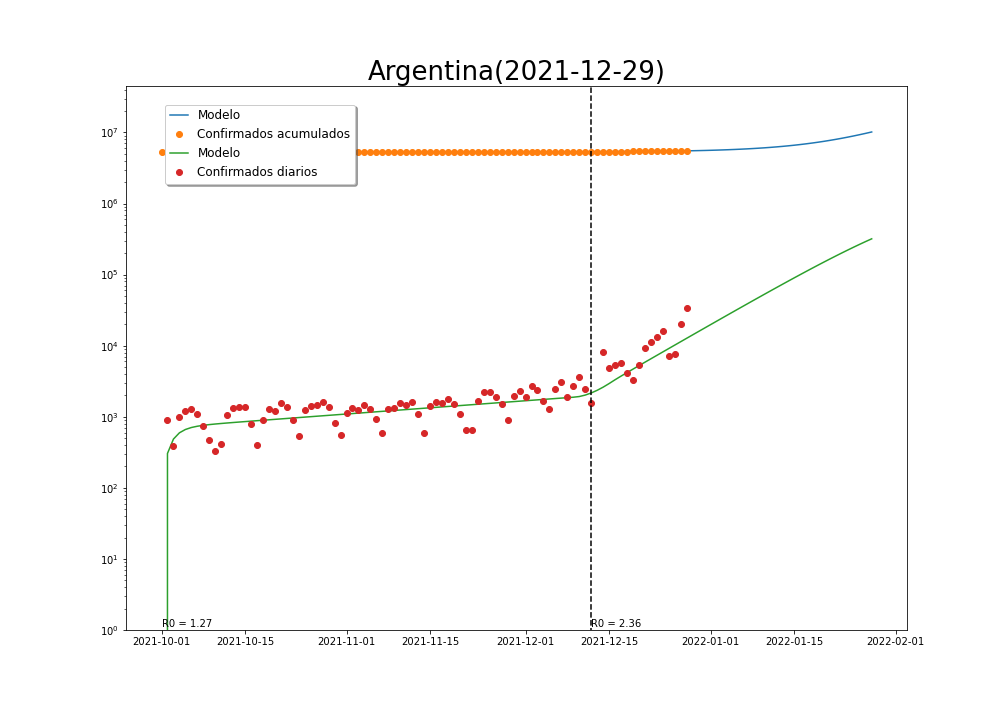 Argentina(2021-12-29)
Modelo
Confirmados acumulados
Modelo
Confirmados diarios
10^7
10^6
10^5
10^4
10^3
10^2
10^1
10^0
R0 = 1.27
R0 = 2.36
2021-10-01 2021-10-15 2021-11-01 2021-11-15 2021-12-01 2021-12-15 2022-01-01 2022-01-15 2022-02-01